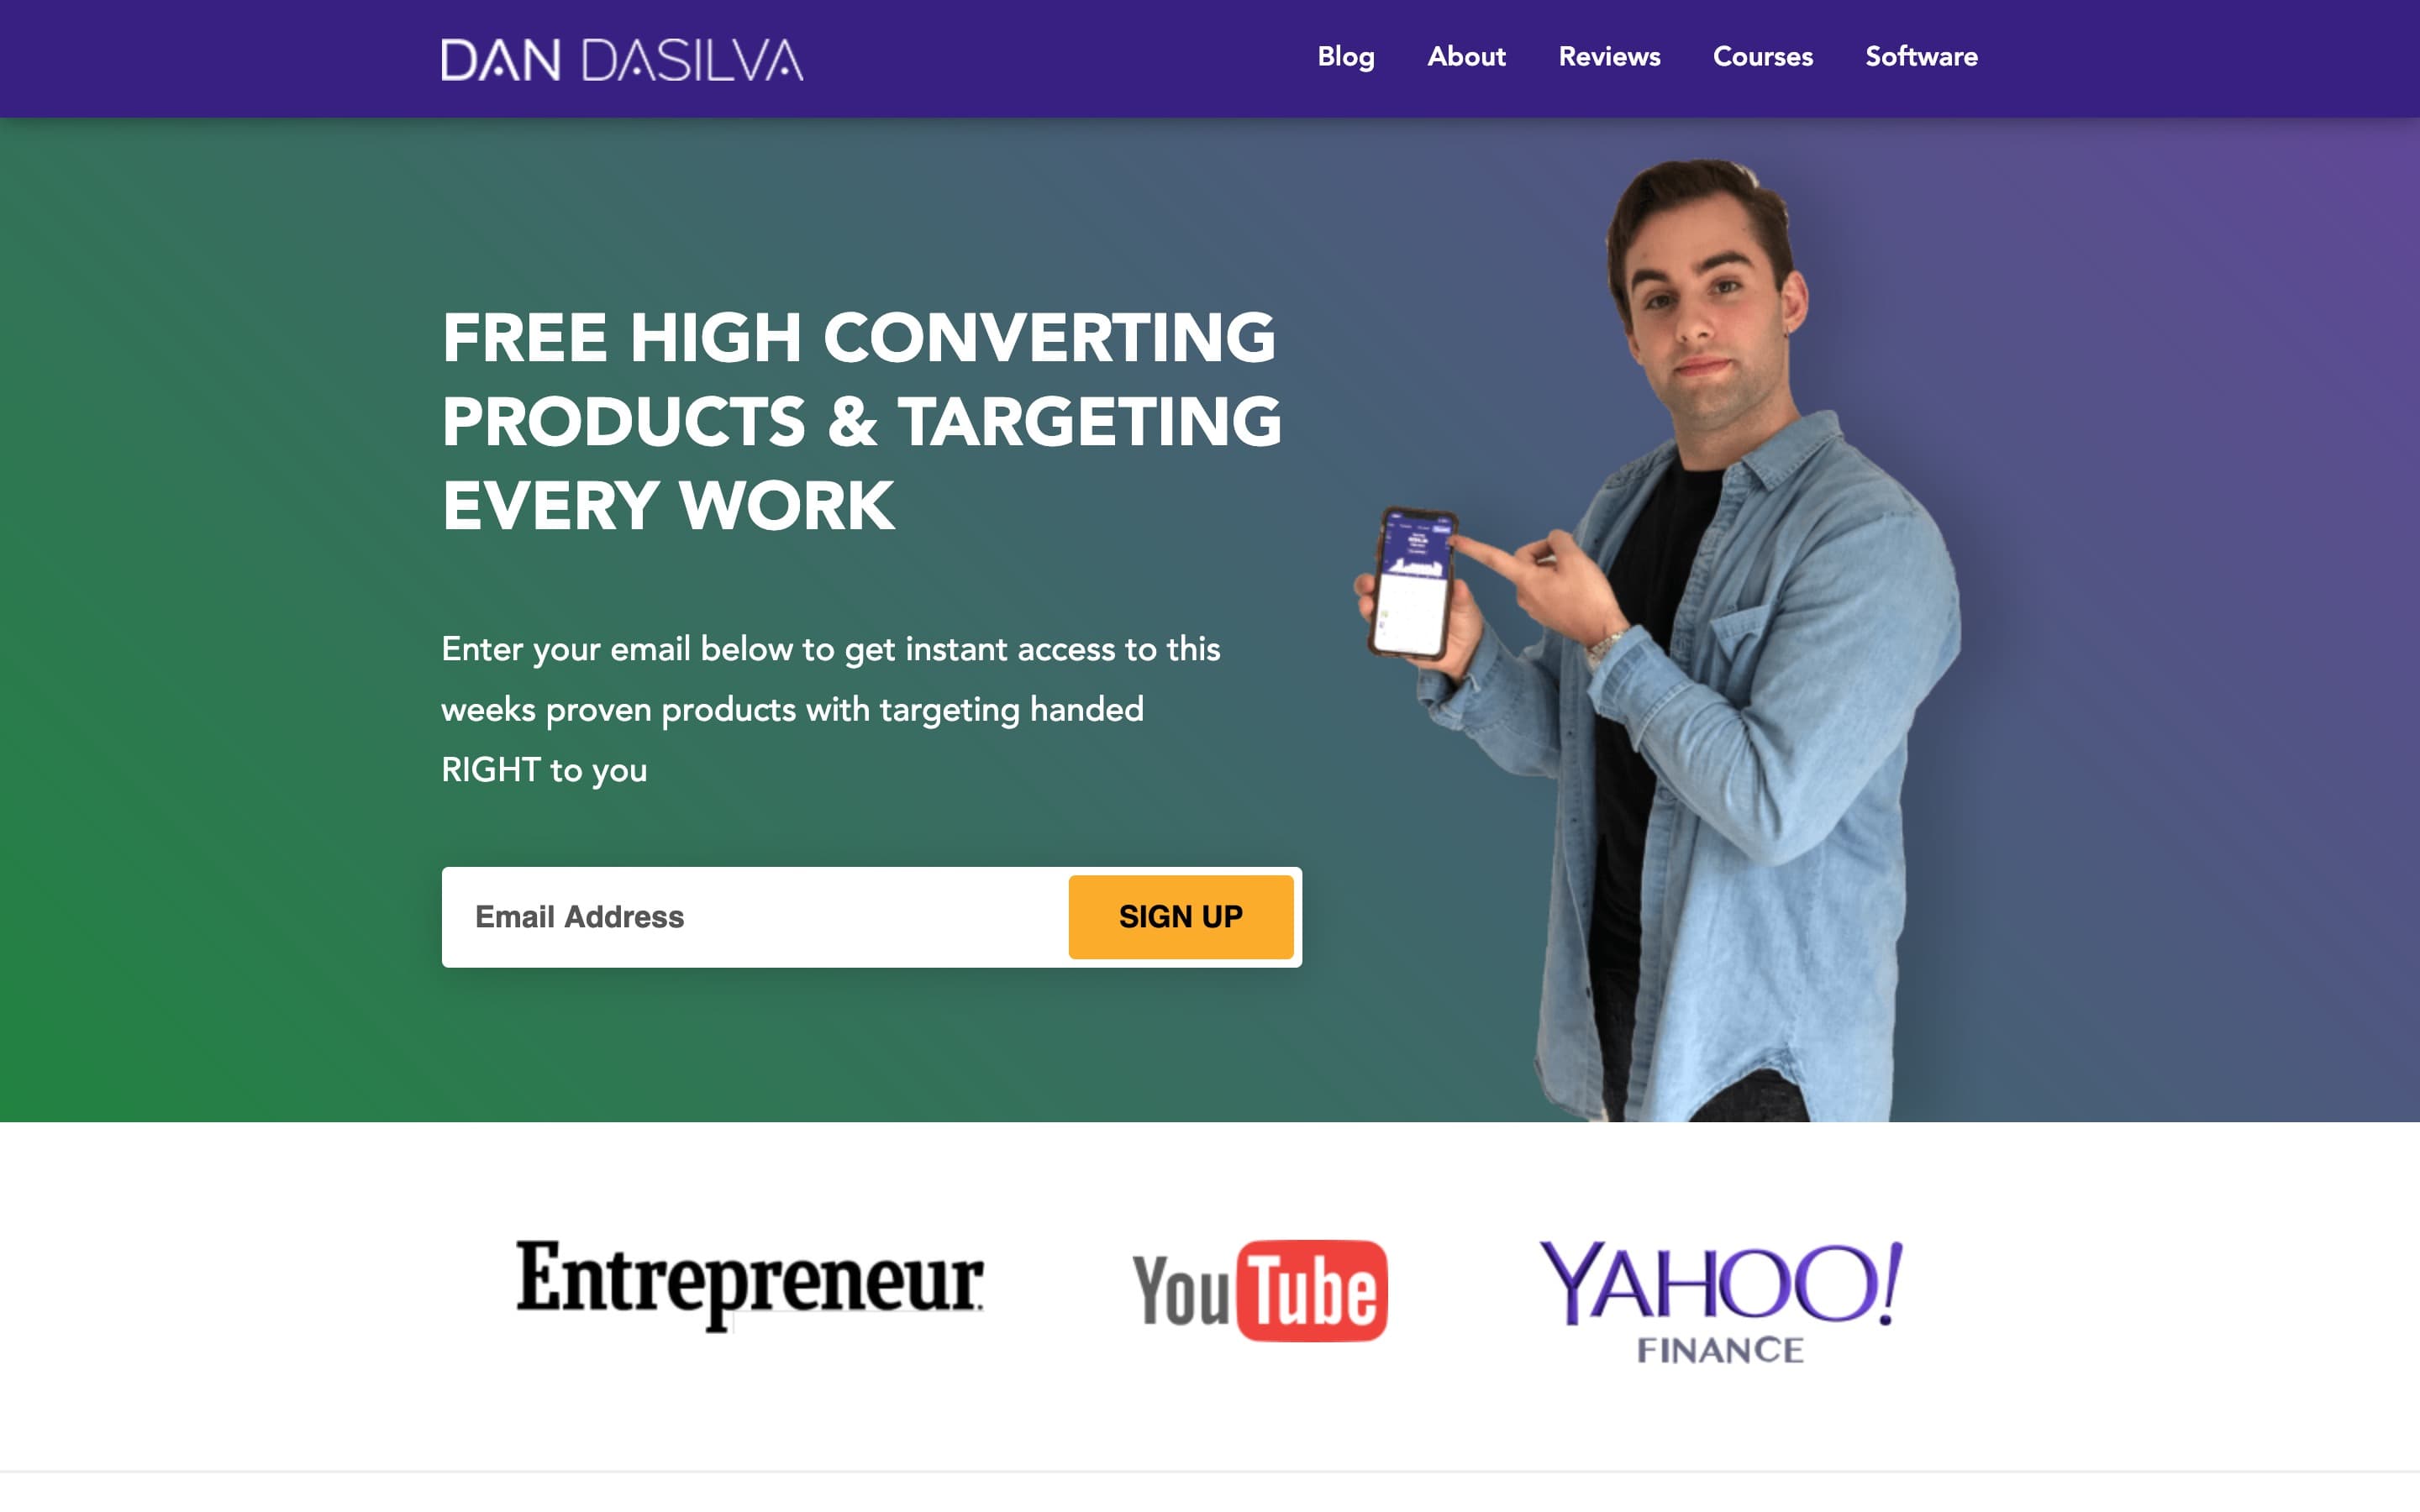 DAN DASILVA
Blog About Reviews Courses Software
FREE HIGH CONVERTING
PRODUCTS & TARGETING
EVERY WORK
Enter your email below to get instant access to this
weeks proven products with targeting handed
RIGHT to you
Email Address SIGN UP
Entrepreneur.
YouTube
YAHOO!
FINANCE